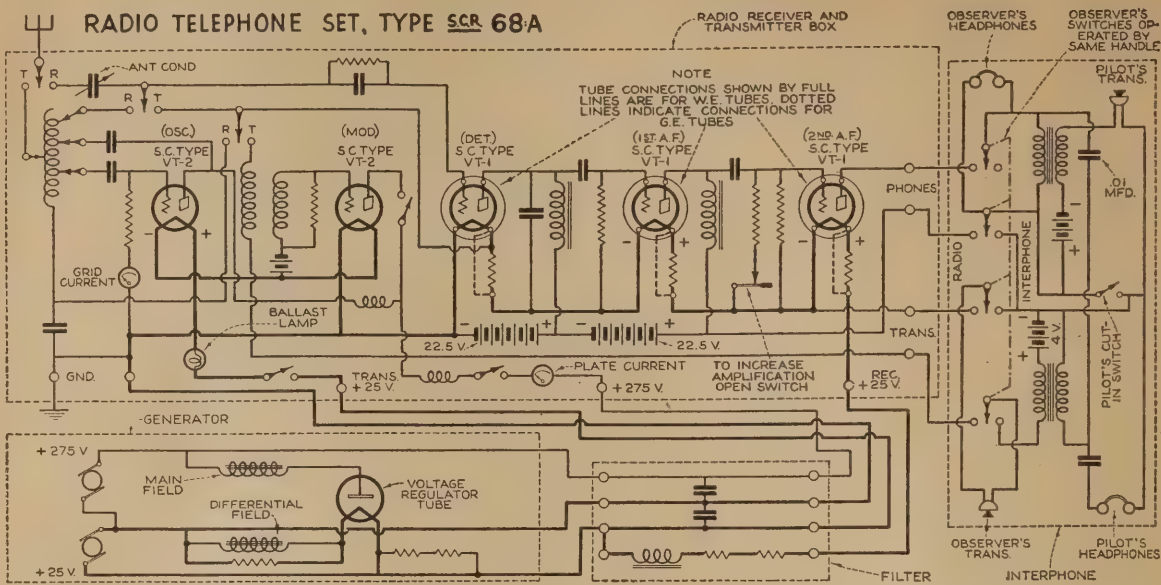 RADIO TELEPHONE SET, TYPE S.C.R. 68-A
RADIO RECEIVER AND
TRANSMITTER BOX
OBSERVER'S
HEADPHONES
OBSERVER'S
SWITCHES OP-
ERATED BY
SAME HANDLE
PILOT'S
TRANS.
T R
ANT COND
R T
R T
NOTE
TUBE CONNECTIONS SHOWN BY FULL
LINES ARE FOR W.E. TUBES, DOTTED
LINES INDICATE CONNECTIONS FOR
G.E. TUBES
(OSC.)
S.C. TYPE
VT-2
(MOD)
S.C. TYPE
VT-2
(DET.)
S.C. TYPE
VT-1
(1ST. A.F.)
S.C. TYPE
VT-1
(2ND. A.F.)
S.C. TYPE
VT-1
PHONES
.01
MFD.
- +
- +
- +
GRID
CURRENT
BALLAST
LAMP
RADIO
INTERPHONE
- +
- +
4 V.
PILOT'S CUT-
IN SWITCH
- +
22.5 V.
- +
22.5 V.
TRANS.
GND.
TRANS.
+25 V.
PLATE CURRENT
+275 V.
TO INCREASE
AMPLIFICATION
OPEN SWITCH
REC.
+25 V.
GENERATOR
+275 V
MAIN
FIELD
DIFFERENTIAL
FIELD
VOLTAGE
REGULATOR
TUBE
+25 V.
FILTER
OBSERVER'S
TRANS.
PILOT'S
HEADPHONES
INTERPHONE